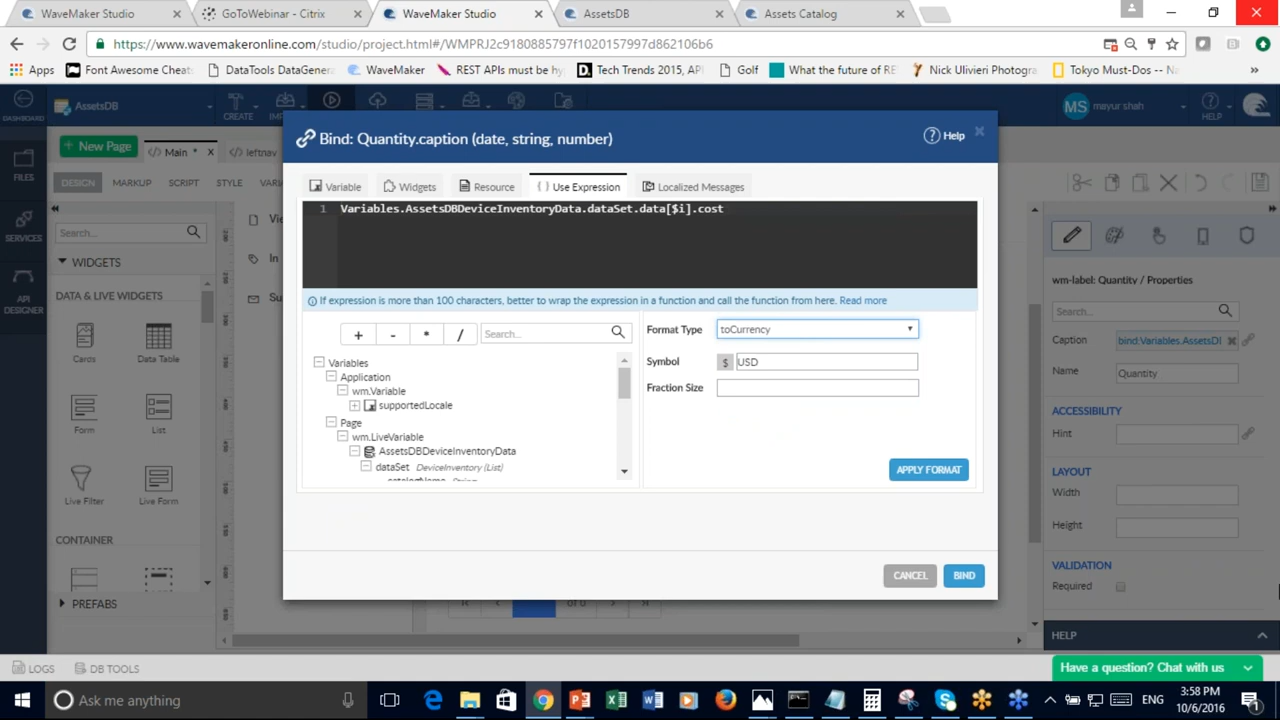 WaveMaker Studio
GoToWebinar - Citrix
WaveMaker Studio
AssetsDB
Assets Catalog
https://www.wavemakeronline.com/studio/project.html#/WMPRJ2c9180885797f1020157997d862106b6
Apps
Font Awesome Cheats
DataTools DataGenera
WaveMaker
REST APIs must be hy
Tech Trends 2015, API
Golf
What the future of RE
Nick Ulivieri Photogra
Tokyo Must-Dos -- Na
»
DASHBOARD
AssetsDB
CREATE
MS
mayur shah
HELP
FILES
SERVICES
API
DESIGNER
+ New Page
</> Main *
</> leftnav
DESIGN
MARKUP
SCRIPT
STYLE
Search...
WIDGETS
DATA & LIVE WIDGETS
Cards
Data Table
Form
List
Live Filter
Live Form
CONTAINER
PREFABS
Bind: Quantity.caption (date, string, number)
Help
Variable
Widgets
Resource
{ } Use Expression
Localized Messages
1 Variables.AssetsDBDeviceInventoryData.dataSet.data[$i].cost
If expression is more than 100 characters, better to wrap the expression in a function and call the function from here. Read more
+
-
*
/
Search...
Variables
Application
wm.Variable
supportedLocale
Page
wm.LiveVariable
AssetsDBDeviceInventoryData
dataSet DeviceInventory (List)
Format Type
toCurrency
Symbol
$
USD
Fraction Size
APPLY FORMAT
CANCEL
BIND
wm-label: Quantity / Properties
Search...
Caption
bind:Variables.AssetsDI
Name
Quantity
ACCESSIBILITY
Hint
LAYOUT
Width
Height
VALIDATION
Required
HELP
LOGS
DB TOOLS
Have a question? Chat with us
Ask me anything
ENG
3:58 PM
10/6/2016